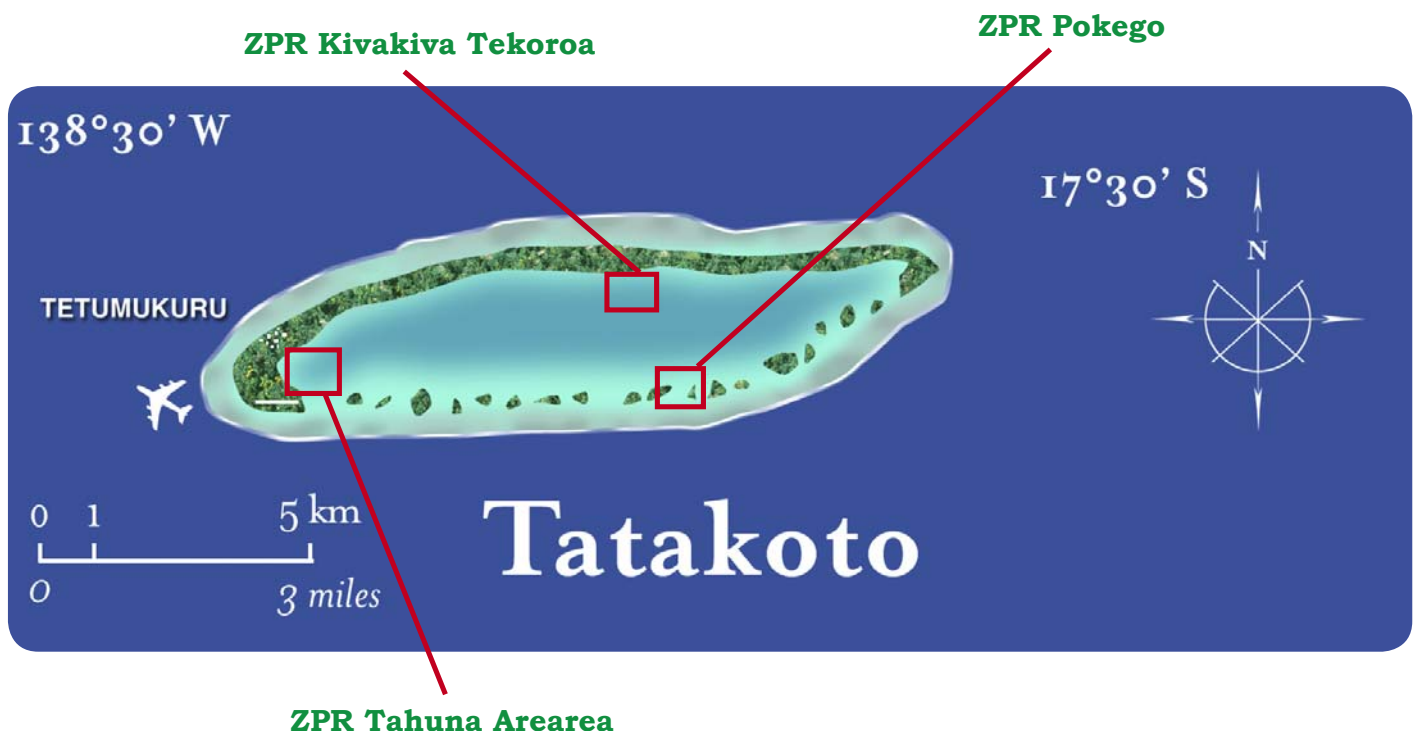 ZPR Pokego
ZPR Kivakiva Tekoroa
138°30' W
17°30' S
N
TETUMUKURU
0 1 5 km
0 3 miles
Tatakoto
ZPR Tahuna Arearea